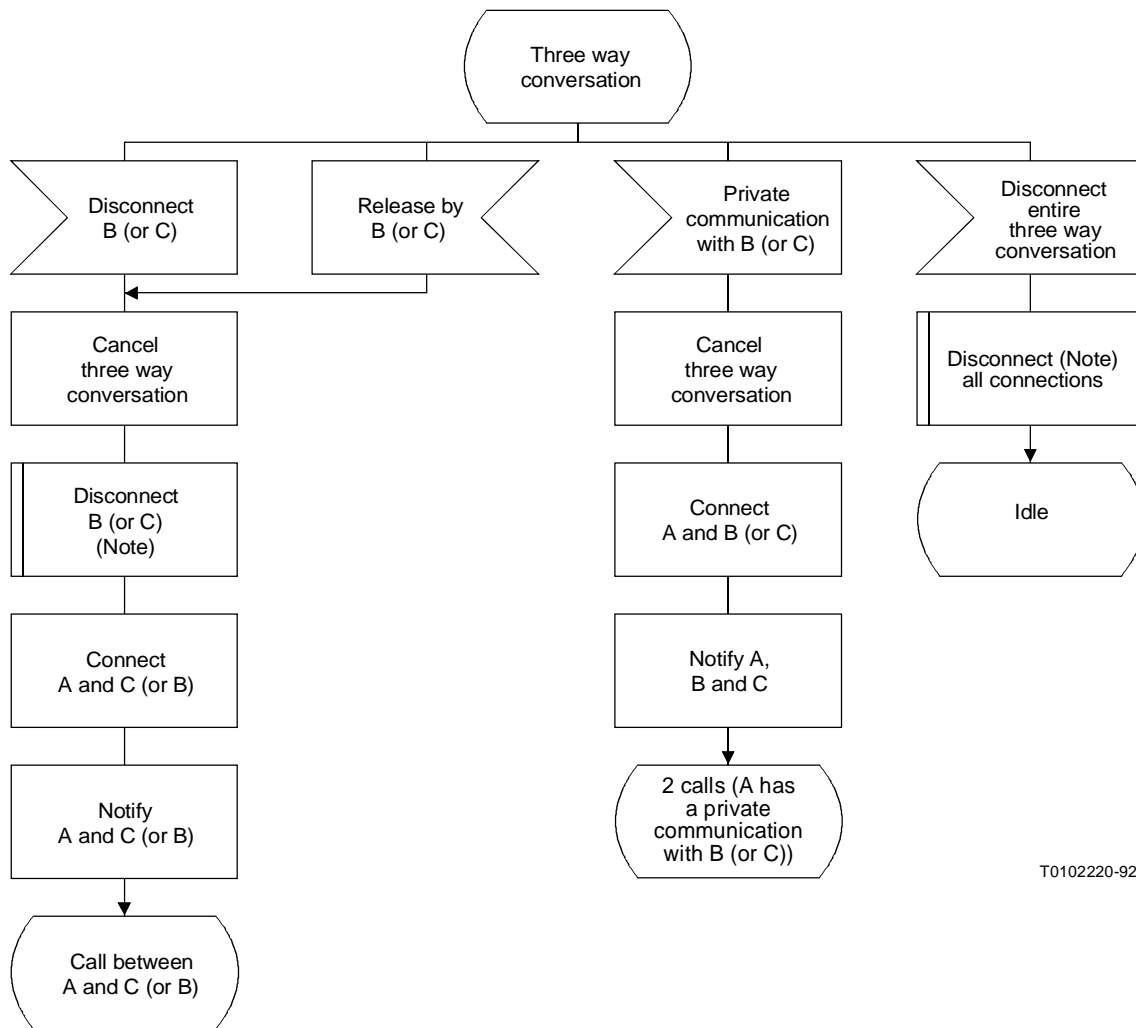 Three way
conversation
Disconnect
B (or C)
Release by
B (or C)
Private
communication
with B (or C)
Disconnect
entire
three way
conversation
Cancel
three way
conversation
Cancel
three way
conversation
Disconnect (Note)
all connections
Disconnect
B (or C)
(Note)
Connect
A and B (or C)
Idle
Connect
A and C (or B)
Notify A,
B and C
Notify
A and C (or B)
2 calls (A has
a private
communication
with B (or C))
T0102220-92
Call between
A and C (or B)